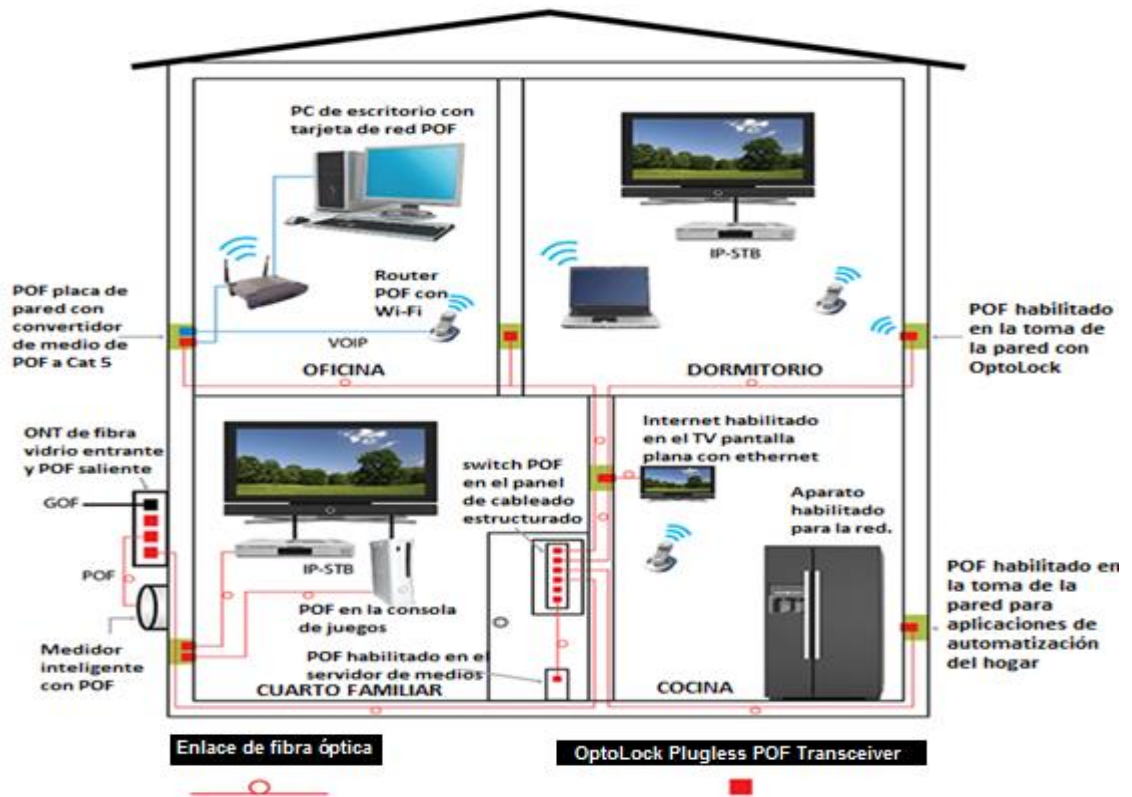 PC de escritorio con
tarjeta de red POF
IP-STB
Router
POF con
Wi-Fi
VOIP
OFICINA
DORMITORIO
POF placa de
pared con
convertidor
de medio de
POF a Cat 5
POF habilitado
en la toma de
la pared con
OptoLock
ONT de fibra
vidrio entrante
y POF saliente
GOF
POF
Medidor
inteligente
con POF
IP-STB
POF en la consola
de juegos
switch POF
en el panel
de cableado
estructurado
POF habilitado en el
servidor de medios
CUARTO FAMILIAR
Internet habilitado
en el TV pantalla
plana con ethernet
Aparato
habilitado
para la red.
COCINA
POF habilitado en
la toma de la
pared para
aplicaciones de
automatización
del hogar
Enlace de fibra óptica
OptoLock Plugless POF Transceiver